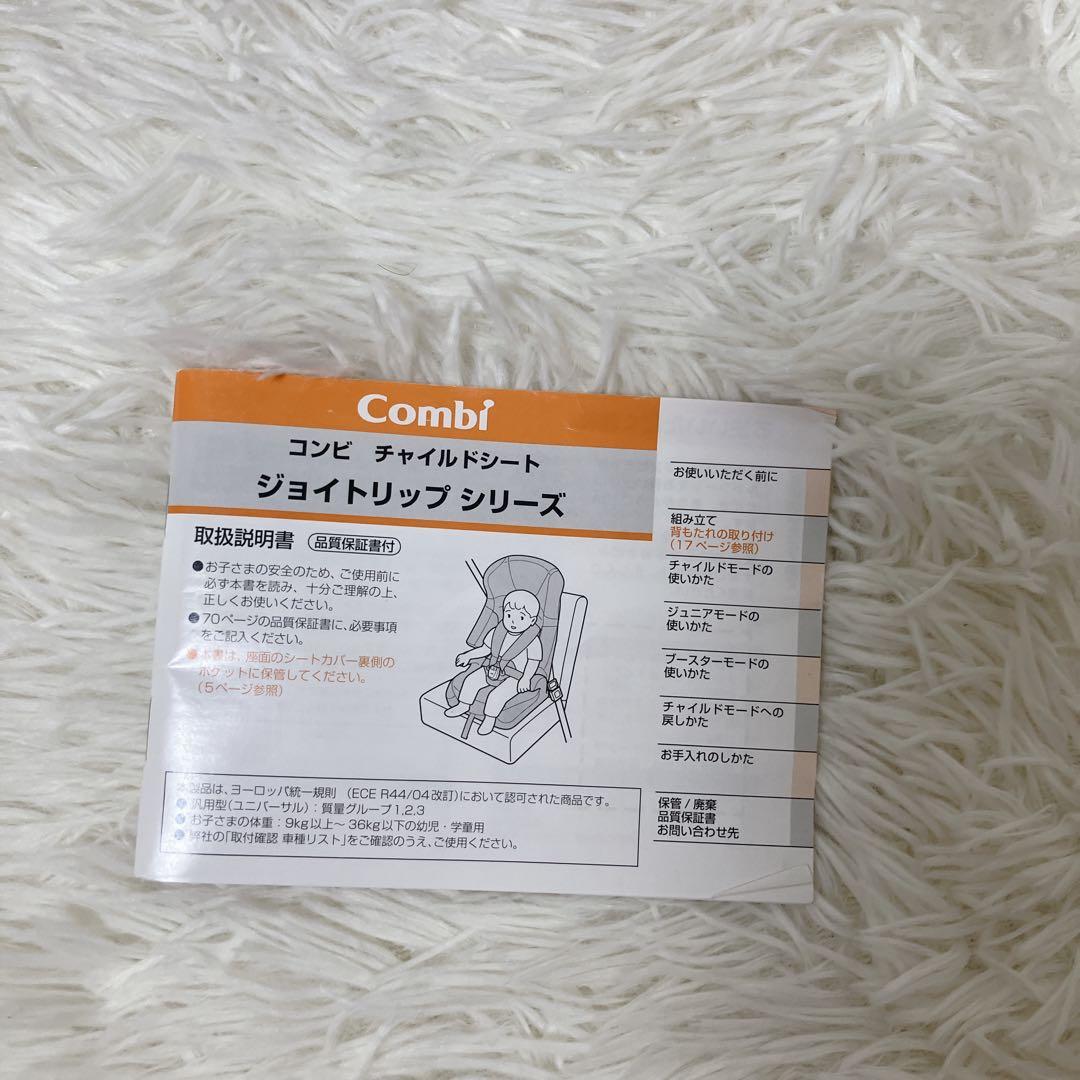 Combi
コンビ チャイルドシート
ジョイトリップ シリーズ
取扱説明書 品質保証書付
●お子さまの安全のため、ご使用前に
必ず本書を読み、十分ご理解の上、
正しくお使いください。
●70ページの品質保証書に、必要事項
をご記入ください。
●本書は、座面のシートカバー裏側の
ポケットに保管してください。
(5ページ参照)
本製品は、ヨーロッパ統一規則 (ECE R44/04改訂)において認可された商品です。
●汎用型(ユニバーサル):質量グループ1,2,3
●お子さまの体重:9kg以上~36kg以下の幼児・学童用
●弊社の「取付確認 車種リスト」をご確認のうえ、ご使用ください。
お使いいただく前に
組み立て
背もたれの取り付け
(17ページ参照)
チャイルドモードの
使いかた
ジュニアモードの
使いかた
ブースターモードの
使いかた
チャイルドモードへの
戻しかた
お手入れのしかた
保管/廃棄
品質保証書
お問い合わせ先